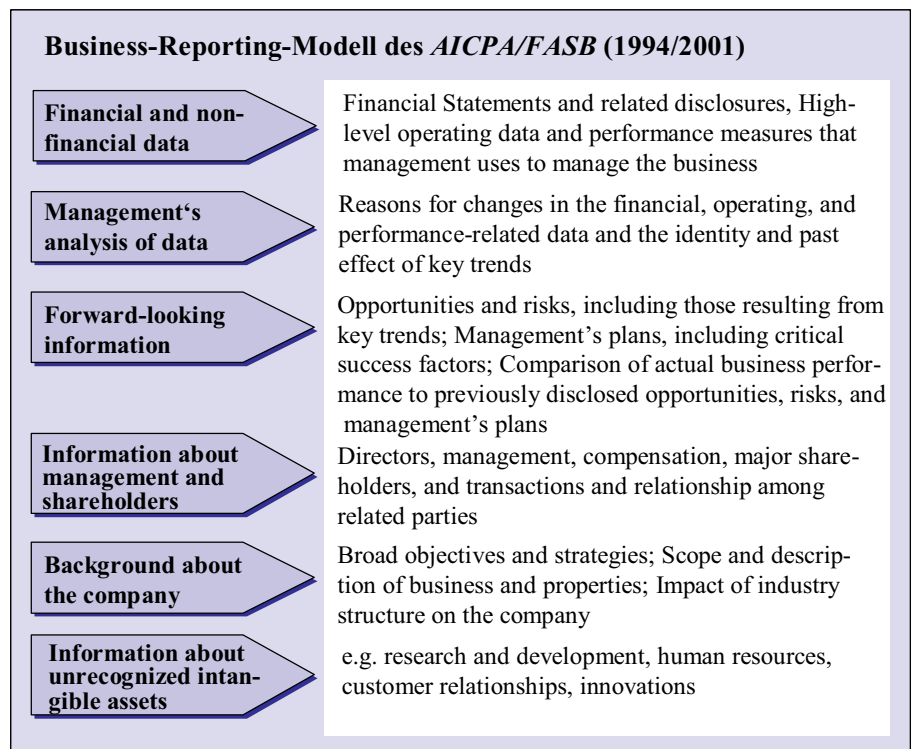 Business-Reporting-Modell des AICPA/FASB (1994/2001)
Financial and non-
financial data
Financial Statements and related disclosures, High-
level operating data and performance measures that
management uses to manage the business
Management‘s
analysis of data
Reasons for changes in the financial, operating, and
performance-related data and the identity and past
effect of key trends
Forward-looking
information
Opportunities and risks, including those resulting from
key trends; Management’s plans, including critical
success factors; Comparison of actual business perfor-
mance to previously disclosed opportunities, risks, and
management’s plans
Information about
management and
shareholders
Directors, management, compensation, major share-
holders, and transactions and relationship among
related parties
Background about
the company
Broad objectives and strategies; Scope and descrip-
tion of business and properties; Impact of industry
structure on the company
Information about
unrecognized intan-
gible assets
e.g. research and development, human resources,
customer relationships, innovations